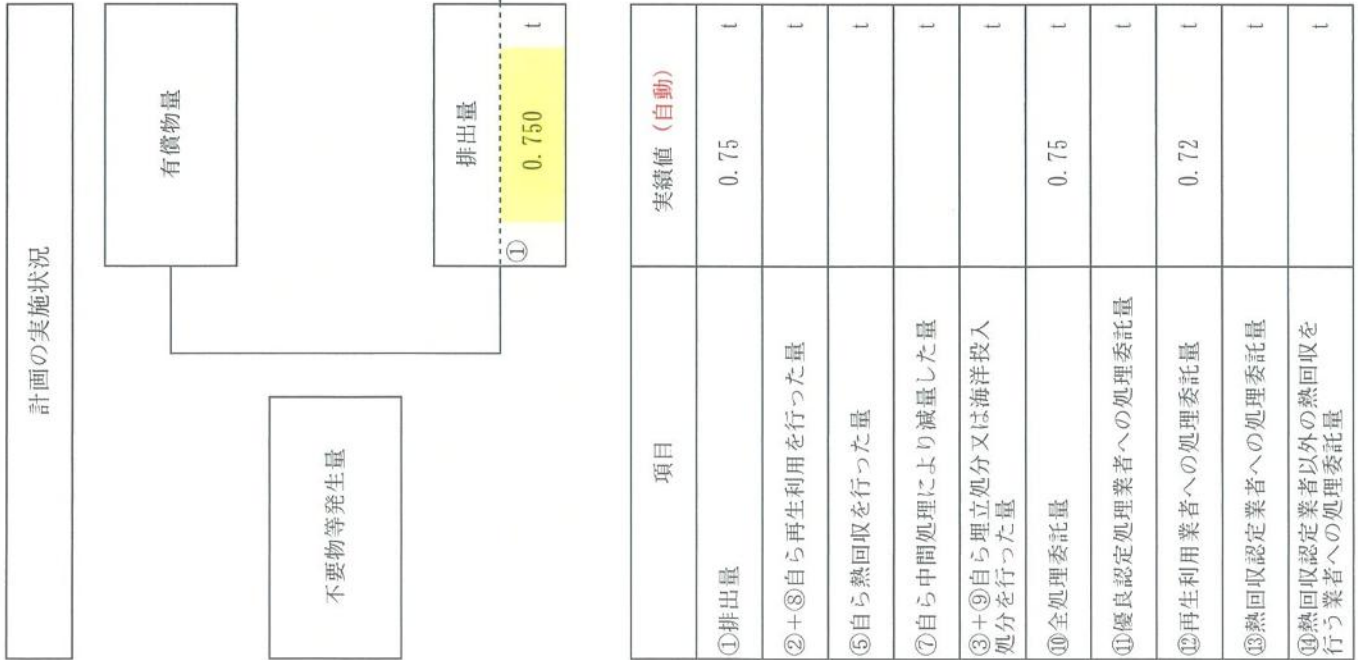 計画の実施状況
不要物等発生量
有償物量
排出量
① 0.750 t
項目 実績値（自動）
①排出量 0.75 t
②＋⑧自ら再生利用を行った量 t
⑤自ら熱回収を行った量 t
⑦自ら中間処理により減量した量 t
③＋⑨自ら埋立処分又は海洋投入
処分を行った量 t
⑩全処理委託量 0.75 t
⑪優良認定処理業者への処理委託量 t
⑫再生利用業者への処理委託量 0.72 t
⑬熱回収認定業者への処理委託量 t
⑭熱回収認定業者以外の熱回収を
行う業者への処理委託量 t